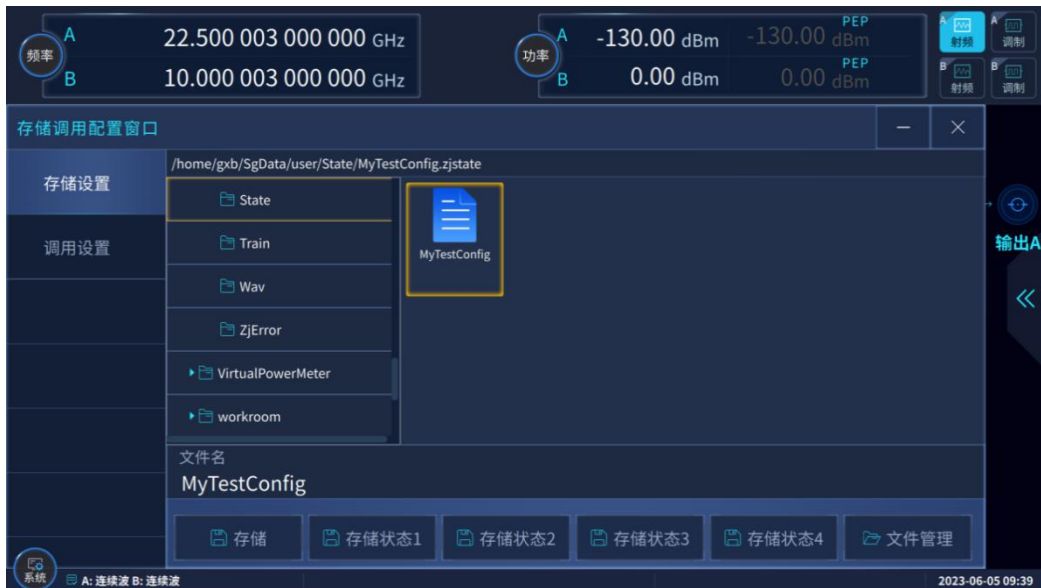 频率
A 22.500 003 000 000 GHz
B 10.000 003 000 000 GHz
功率
A -130.00 dBm PEP -130.00 dBm
B 0.00 dBm PEP 0.00 dBm
A 射频
A 调制
B 射频
B 调制
存储调用配置窗口
存储设置
调用设置
/home/gxb/SgData/user/State/MyTestConfig.zjstate
State
Train
Wav
ZjError
VirtualPowerMeter
workroom
MyTestConfig
文件名
MyTestConfig
存储 存储状态1 存储状态2 存储状态3 存储状态4 文件管理
输出A
系统
A: 连续波 B: 连续波
2023-06-05 09:39